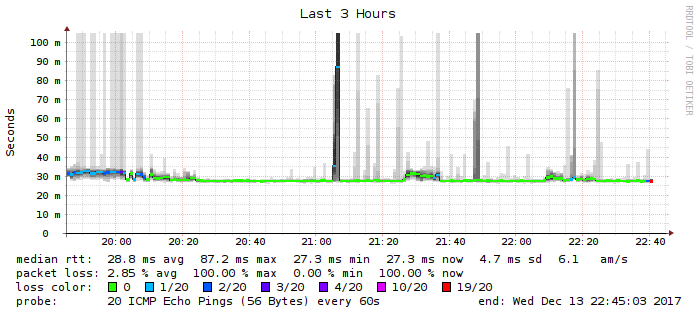 Last 3 Hours
RRDTOOL / TOBI OETIKER
Seconds
100 m
90 m
80 m
70 m
60 m
50 m
40 m
30 m
20 m
10 m
0
20:00 20:20 20:40 21:00 21:20 21:40 22:00 22:20 22:40
median rtt: 28.8 ms avg 87.2 ms max 27.3 ms min 27.3 ms now 4.7 ms sd 6.1 am/s
packet loss: 2.85 % avg 100.00 % max 0.00 % min 100.00 % now
loss color: 0 1/20 2/20 3/20 4/20 10/20 19/20
probe: 20 ICMP Echo Pings (56 Bytes) every 60s end: Wed Dec 13 22:45:03 2017